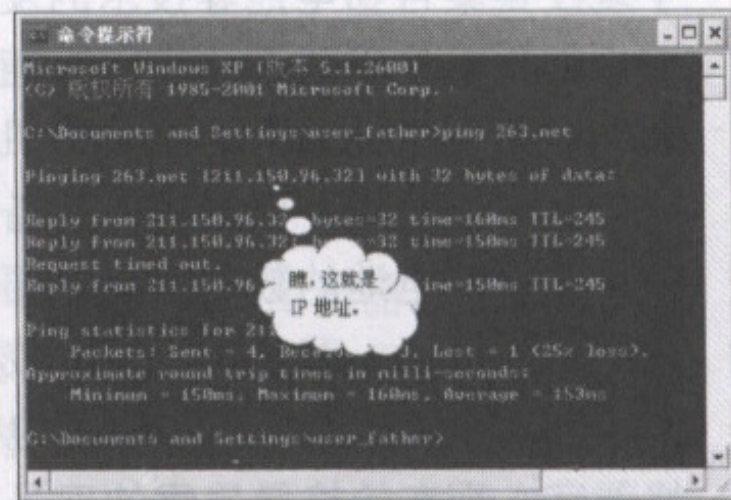 命令提示符
Microsoft Windows XP [版本 5.1.2600]
(C) 版权所有 1985-2001 Microsoft Corp.
C:\Documents and Settings\user_father>ping 263.net
Pinging 263.net [211.150.96.32] with 32 bytes of data:
Reply from 211.150.96.32 bytes=32 time=160ms TTL=245
Reply from 211.150.96.32: bytes=32 time=150ms TTL=245
Request timed out.
Reply from 211.150.96 time=150ms TTL=245
瞧,这就是
IP 地址。
Ping statistics for 21
Packets: Sent = 4, Received 3, Lost = 1 (25% loss),
Approximate round trip times in milli-seconds:
Minimum = 150ms, Maximum = 160ms, Average = 153ms
C:\Documents and Settings\user_father>